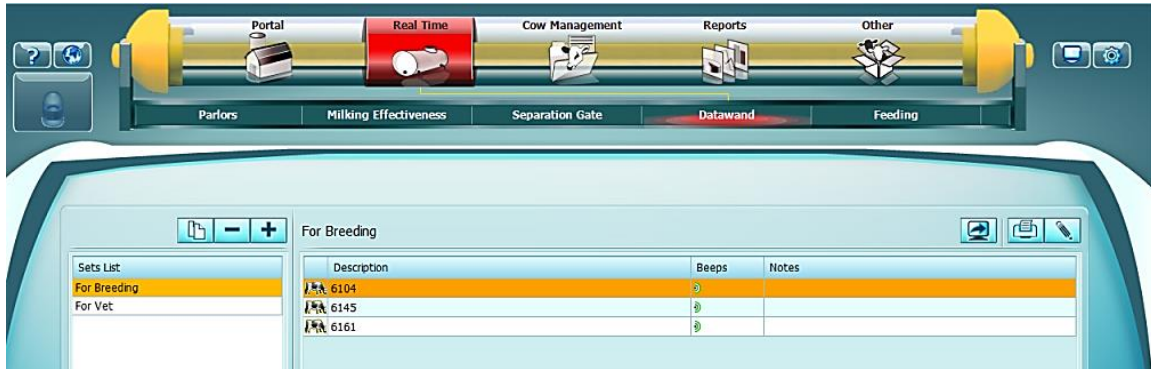 Portal Real Time Cow Management Reports Other
?
Parlors Milking Effectiveness Separation Gate Datawand Feeding
For Breeding
Sets List Description Beeps Notes
For Breeding 6104
For Vet 6145
6161